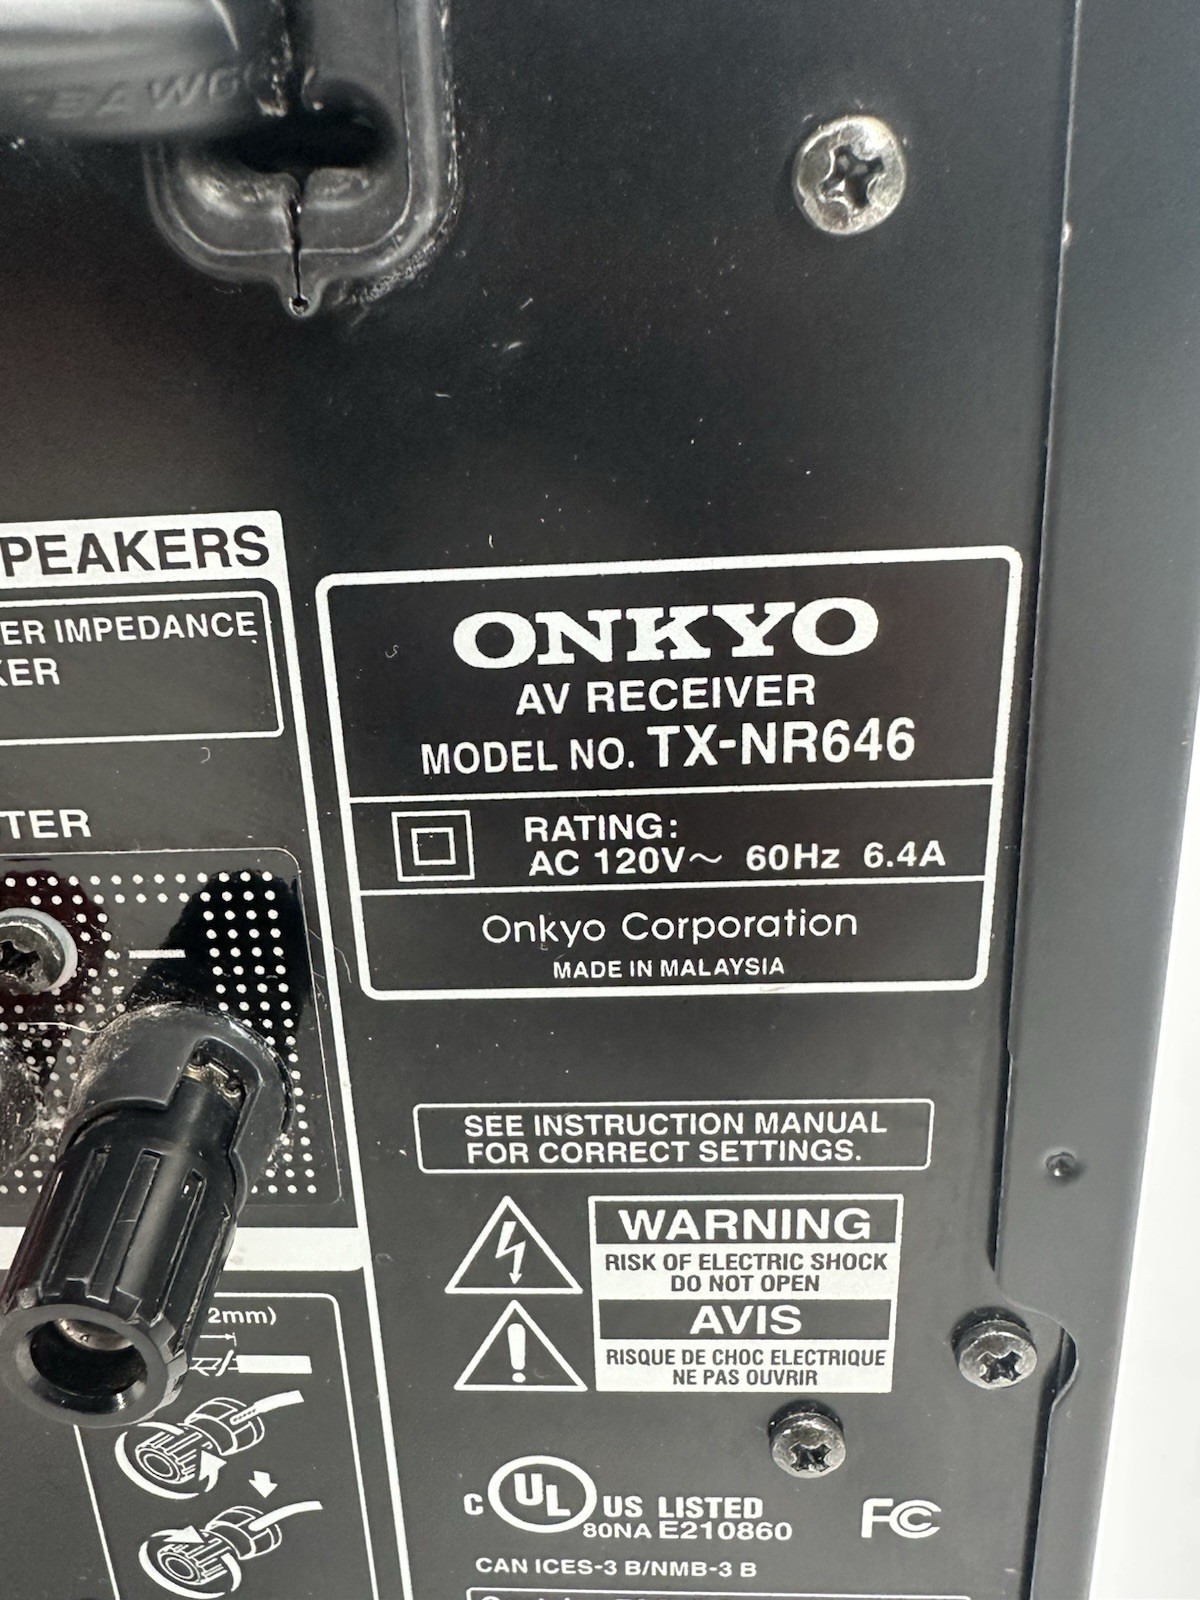 PEAKERS
ER IMPEDANCE
KER
TER
ONKYO
AV RECEIVER
MODEL NO. TX-NR646
RATING:
AC 120V~ 60Hz 6.4A
Onkyo Corporation
MADE IN MALAYSIA
SEE INSTRUCTION MANUAL
FOR CORRECT SETTINGS.
WARNING
RISK OF ELECTRIC SHOCK
DO NOT OPEN
AVIS
RISQUE DE CHOC ELECTRIQUE
NE PAS OUVRIR
2mm)
C UL US LISTED
80NA E210860
FC
CAN ICES-3 B/NMB-3 B